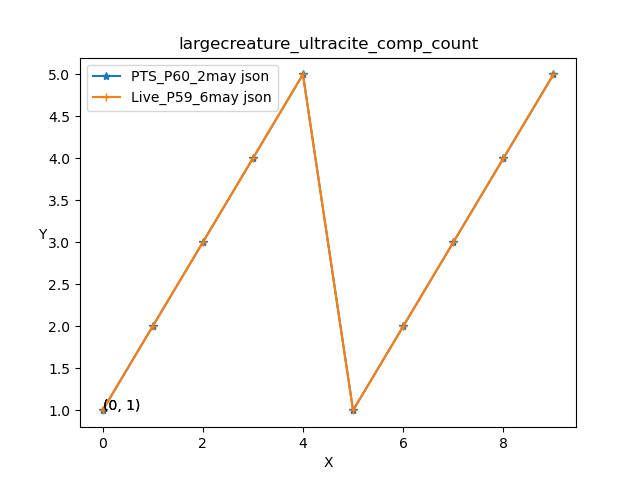 largecreature_ultracite_comp_count
PTS_P60_2may json
Live_P59_6may json
5.0
4.5
4.0
3.5
3.0
2.5
2.0
1.5
1.0
Y
(0, 1)
0 2 4 6 8
X